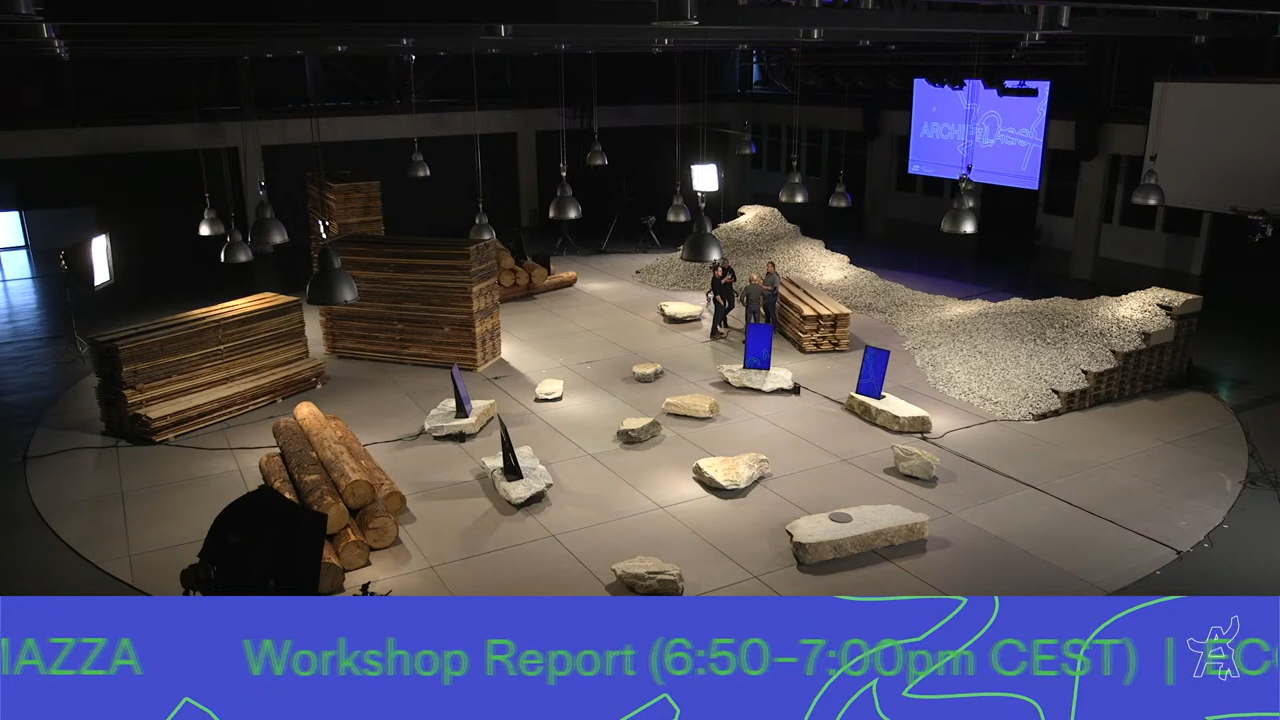 ARCHIPELAGO
IAZZA Workshop Report (6:50–7:00pm CEST) |